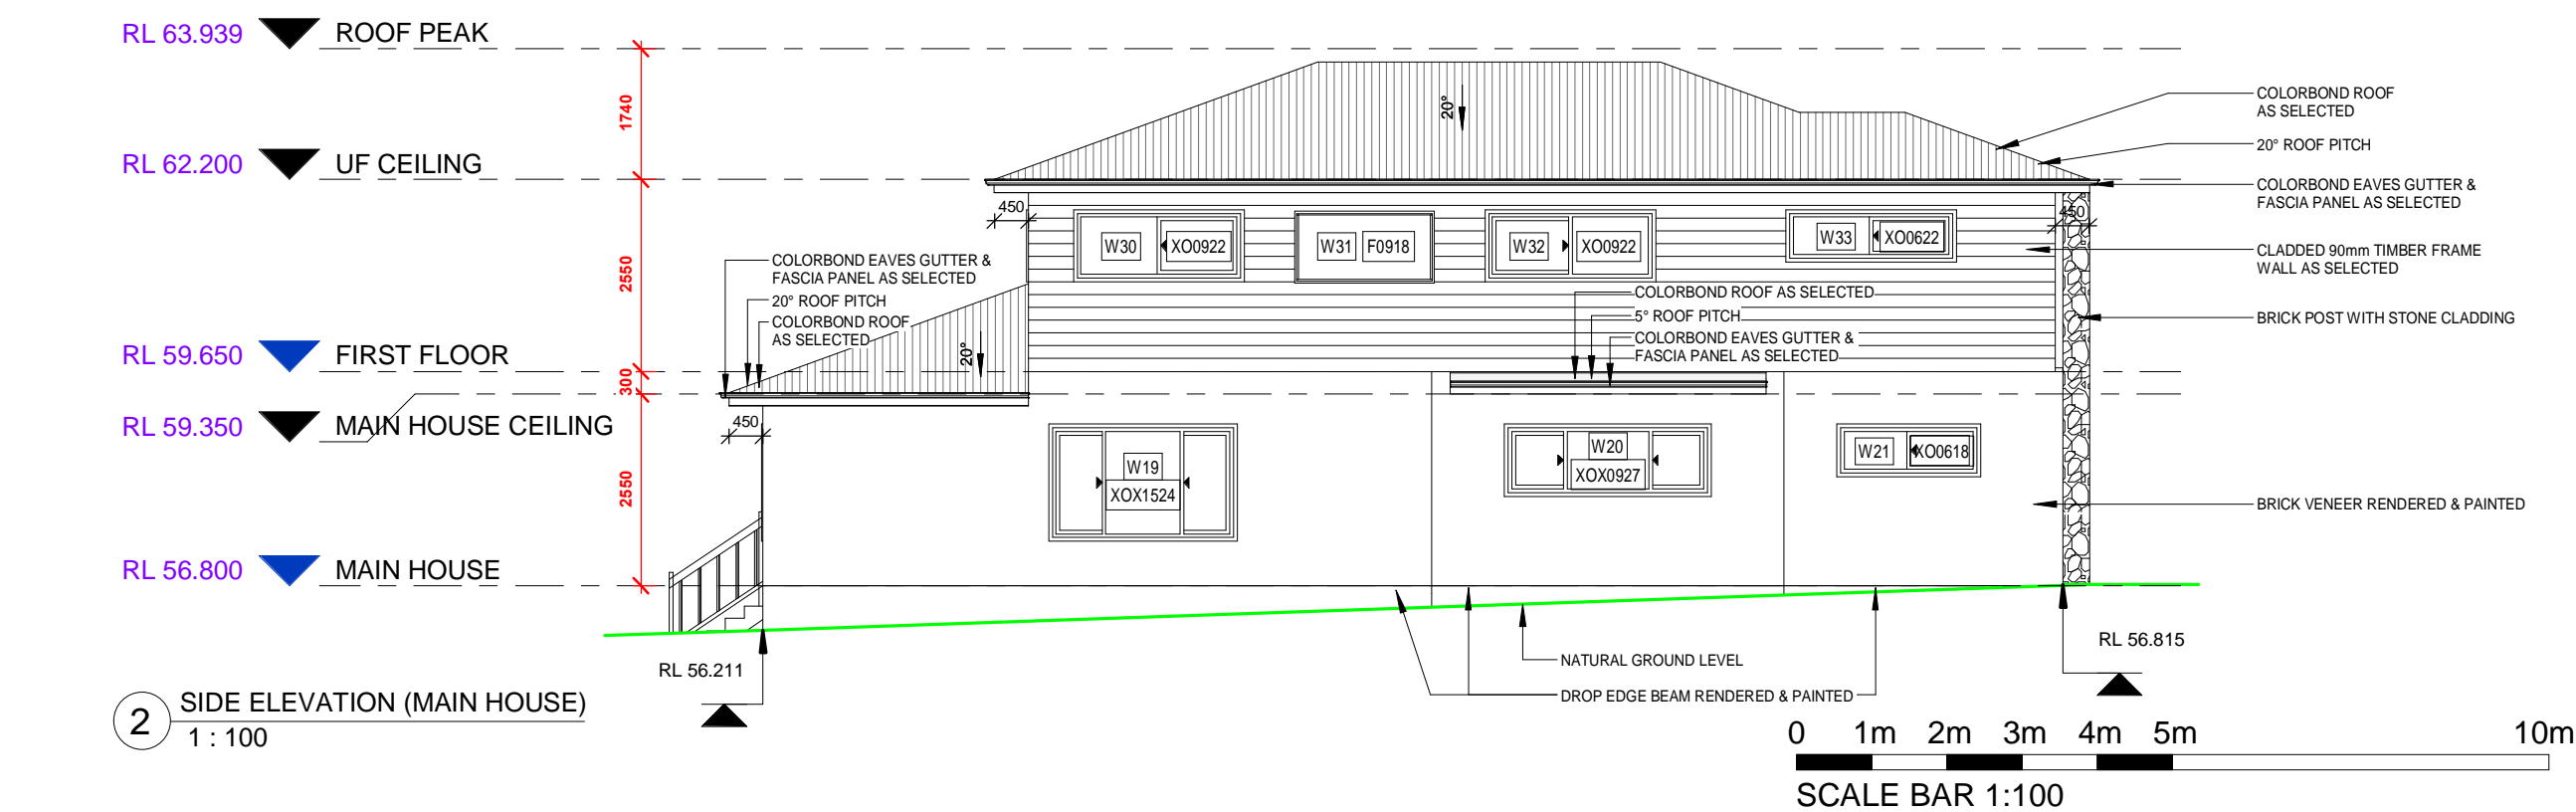 RL 63.939 ROOF PEAK
1740
20°
COLORBOND ROOF
AS SELECTED
20° ROOF PITCH
RL 62.200 UF CEILING
COLORBOND EAVES GUTTER &
FASCIA PANEL AS SELECTED
450
450
W30 XO0922
W31 F0918
W32 XO0922
W33 XO0622
CLADDED 90mm TIMBER FRAME
WALL AS SELECTED
2550
COLORBOND EAVES GUTTER &
FASCIA PANEL AS SELECTED
20° ROOF PITCH
COLORBOND ROOF
AS SELECTED
20°
COLORBOND ROOF AS SELECTED
5° ROOF PITCH
COLORBOND EAVES GUTTER &
FASCIA PANEL AS SELECTED
BRICK POST WITH STONE CLADDING
RL 59.650 FIRST FLOOR
300
RL 59.350 MAIN HOUSE CEILING
450
W19
XOX1524
W20
XOX0927
W21 XO0618
2550
BRICK VENEER RENDERED & PAINTED
RL 56.800 MAIN HOUSE
RL 56.211
RL 56.815
NATURAL GROUND LEVEL
DROP EDGE BEAM RENDERED & PAINTED
2 SIDE ELEVATION (MAIN HOUSE)
1 : 100
0 1m 2m 3m 4m 5m 10m
SCALE BAR 1:100